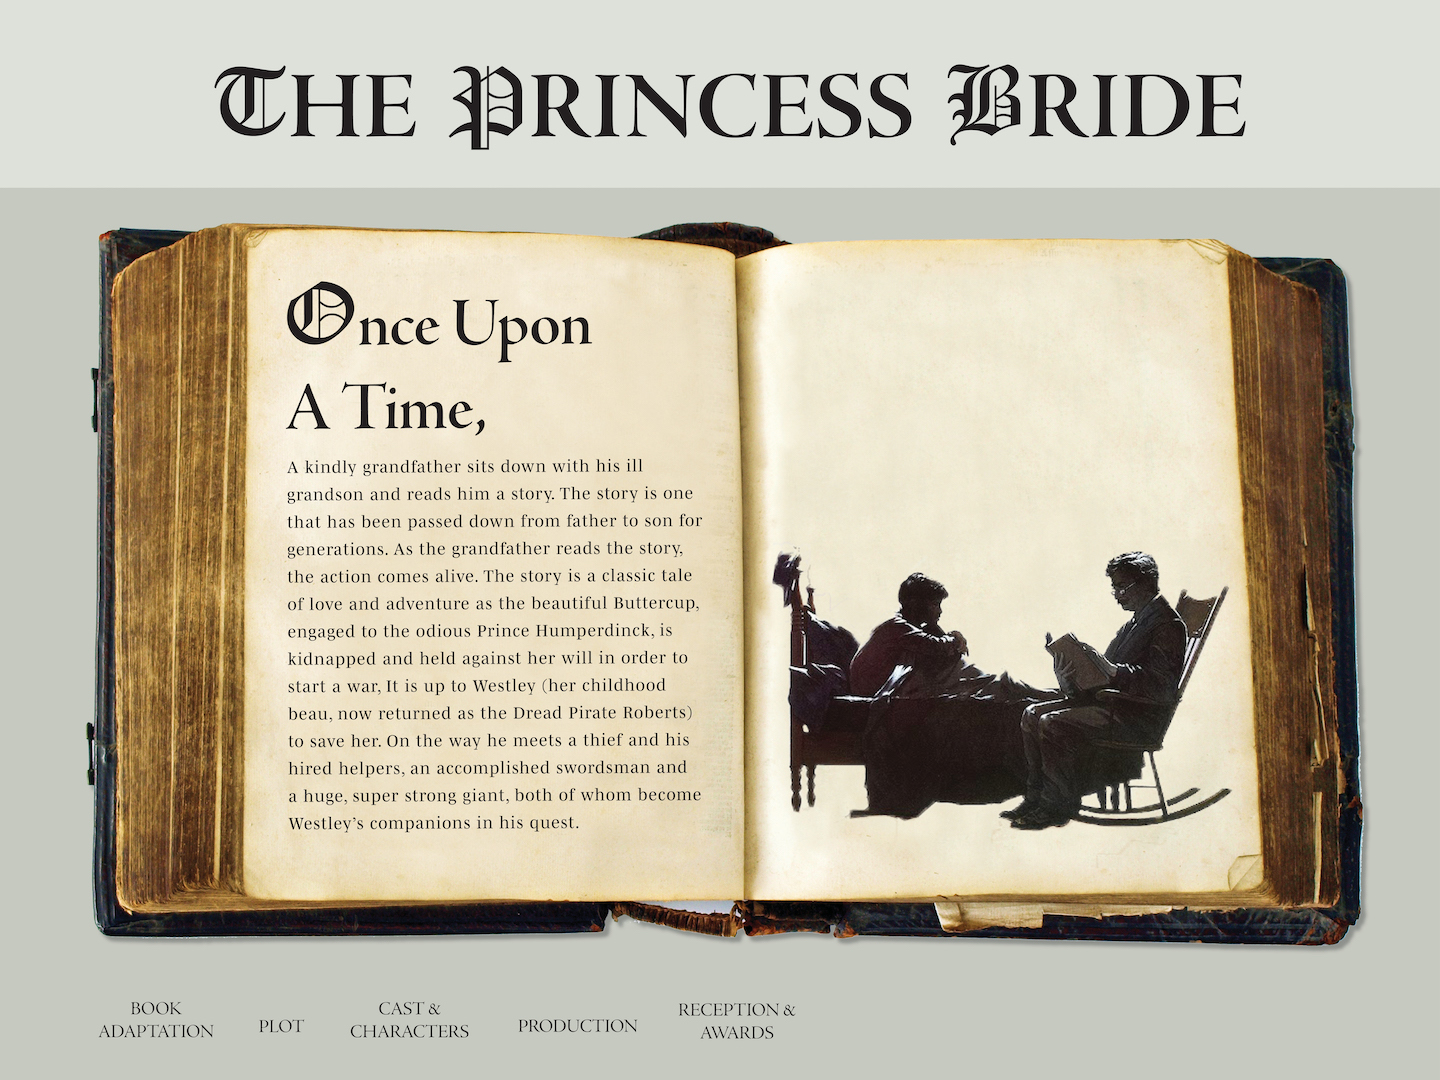 THE PRINCESS BRIDE
Once Upon
A Time,
A kindly grandfather sits down with his ill
grandson and reads him a story. The story is one
that has been passed down from father to son for
generations. As the grandfather reads the story,
the action comes alive. The story is a classic tale
of love and adventure as the beautiful Buttercup,
engaged to the odious Prince Humperdinck, is
kidnapped and held against her will in order to
start a war, It is up to Westley (her childhood
beau, now returned as the Dread Pirate Roberts)
to save her. On the way he meets a thief and his
hired helpers, an accomplished swordsman and
a huge, super strong giant, both of whom become
Westley’s companions in his quest.
BOOK
ADAPTATION
PLOT
CAST &
CHARACTERS
PRODUCTION
RECEPTION &
AWARDS